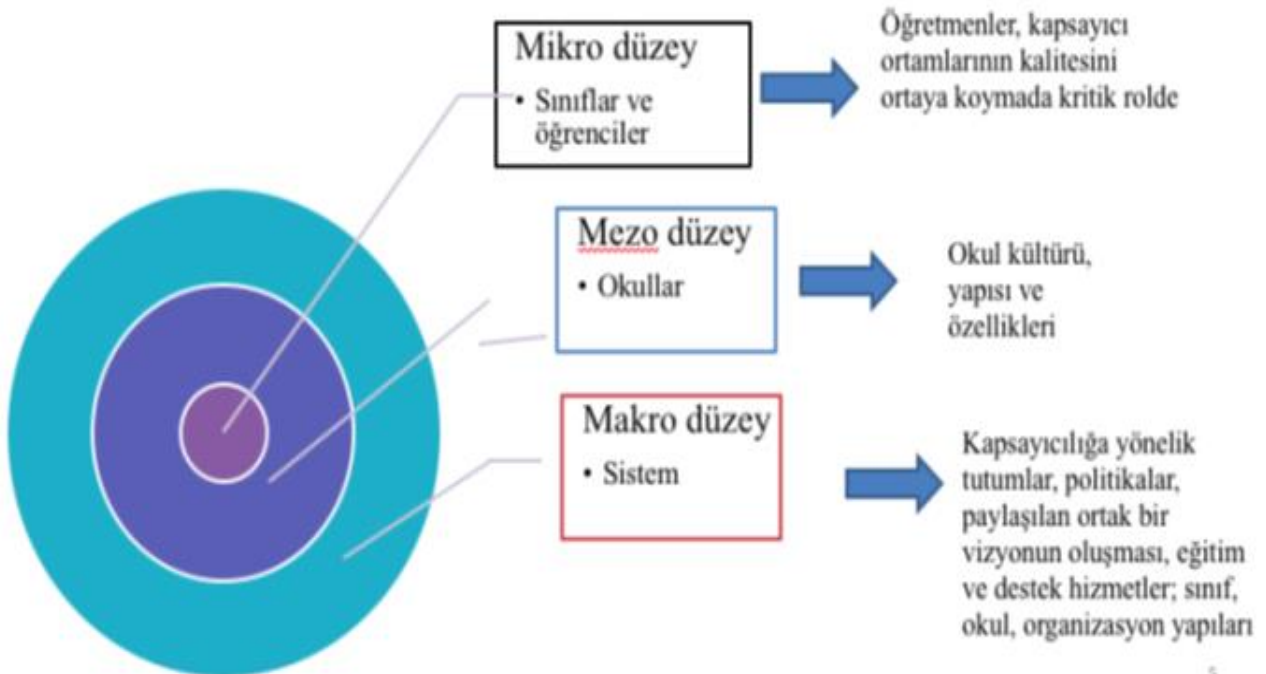 Mikro düzey
• Sınıflar ve
öğrenciler
Öğretmenler, kapsayıcı
ortamlarının kalitesini
ortaya koymada kritik rolde
Mezo düzey
• Okullar
Okul kültürü,
yapısı ve
özellikleri
Makro düzey
• Sistem
Kapsayıcılığa yönelik
tutumlar, politikalar,
paylaşılan ortak bir
vizyonun oluşması, eğitim
ve destek hizmetler; sınıf,
okul, organizasyon yapıları